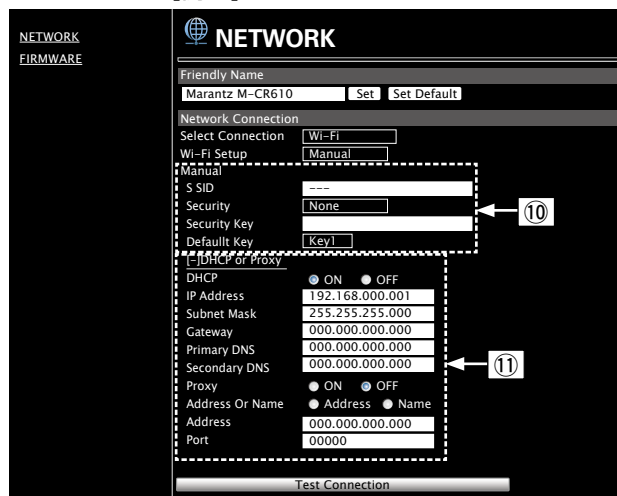 NETWORK
FIRMWARE
NETWORK
Friendly Name
Marantz M-CR610 Set Set Default
Network Connection
Select Connection Wi-Fi
Wi-Fi Setup Manual
Manual
S SID ---
Security None
Security Key
Defaullt Key Key1
⑩
[-]DHCP or Proxy
DHCP ON OFF
IP Address 192.168.000.001
Subnet Mask 255.255.255.000
Gateway 000.000.000.000
Primary DNS 000.000.000.000
Secondary DNS 000.000.000.000
Proxy ON OFF
Address Or Name Address Name
Address 000.000.000.000
Port 00000
⑪
Test Connection